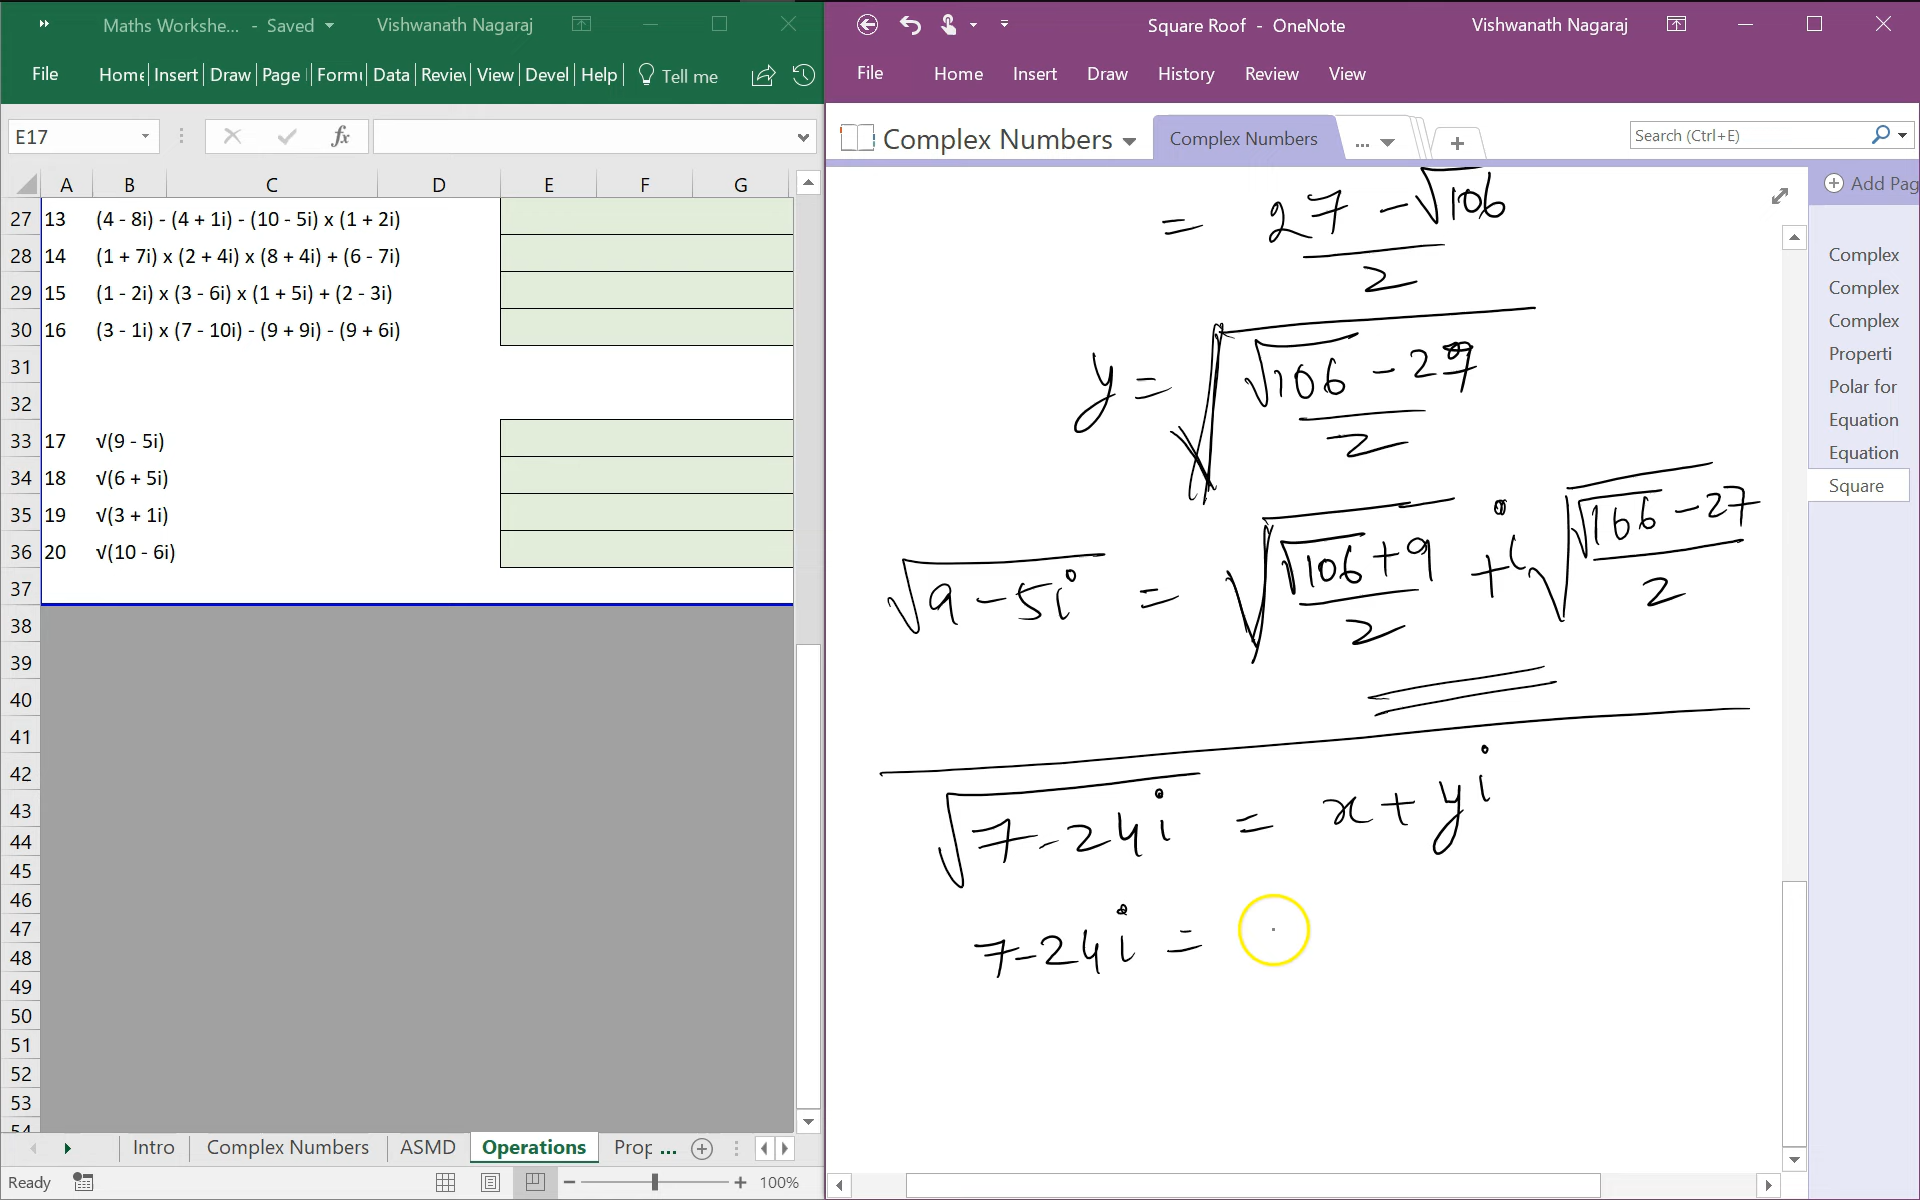 Maths Workshe... - Saved
Vishwanath Nagaraj
File Home Insert Draw Page Formu Data Review View Devel Help Tell me
E17
fx
A B C D E F G
27 13 (4 - 8i) - (4 + 1i) - (10 - 5i) x (1 + 2i)
28 14 (1 + 7i) x (2 + 4i) x (8 + 4i) + (6 - 7i)
29 15 (1 - 2i) x (3 - 6i) x (1 + 5i) + (2 - 3i)
30 16 (3 - 1i) x (7 - 10i) - (9 + 9i) - (9 + 6i)
31
32
33 17 √(9 - 5i)
34 18 √(6 + 5i)
35 19 √(3 + 1i)
36 20 √(10 - 6i)
37
38
39
40
41
42
43
44
45
46
47
48
49
50
51
52
53
54
Intro Complex Numbers ASMD Operations Prop ...
Ready
100%
Square Roof - OneNote
Vishwanath Nagaraj
File Home Insert Draw History Review View
Complex Numbers
Complex Numbers
...
Search (Ctrl+E)
Add Pag
Complex
Complex
Complex
Properti
Polar for
Equation
Equation
Square
= 27 - √106
2
y = √ √106 - 27
2
√9 - 5i = √ √106 + 9 + i √ √106 - 27
2 2
√7 - 24i = x + yi
7 - 24i =